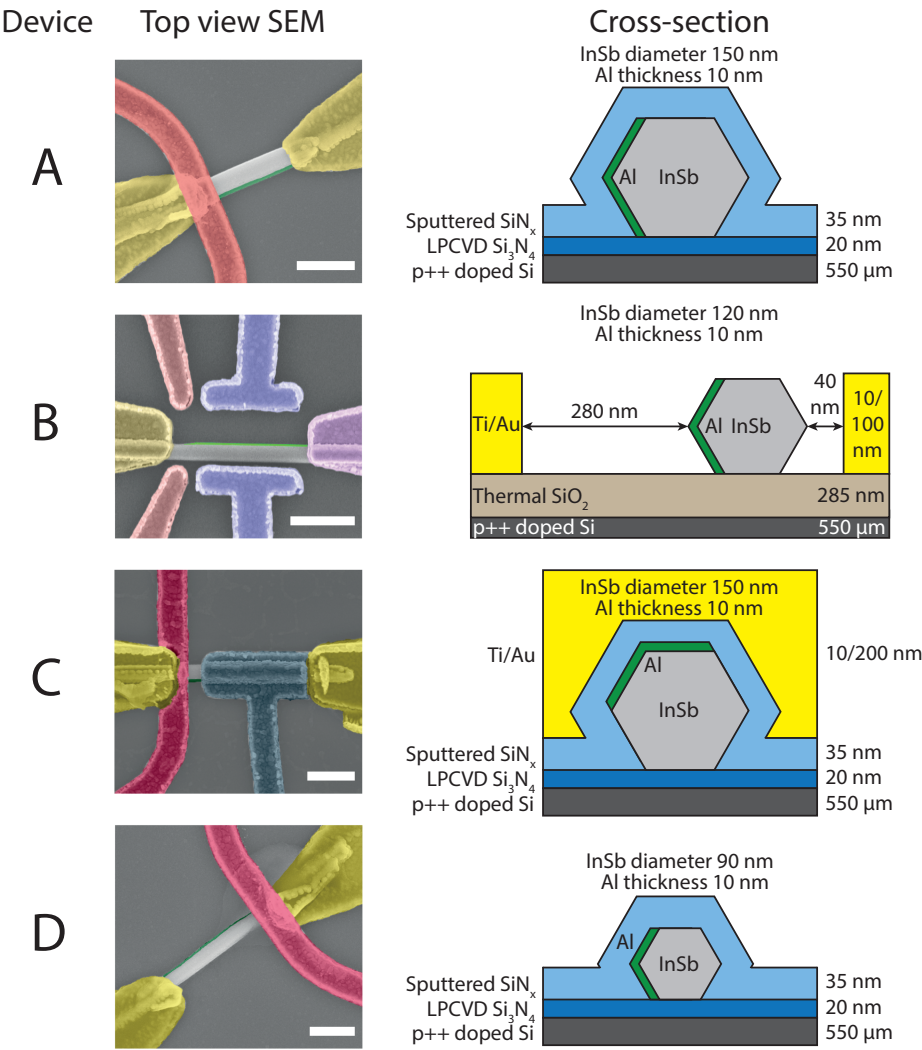 Device Top view SEM Cross-section
A
InSb diameter 150 nm
Al thickness 10 nm
Al InSb
Sputtered SiNₓ 35 nm
LPCVD Si₃N₄ 20 nm
p++ doped Si 550 µm
B
InSb diameter 120 nm
Al thickness 10 nm
Ti/Au
280 nm
Al InSb
40
nm
10/
100
nm
Thermal SiO₂ 285 nm
p++ doped Si 550 µm
C
InSb diameter 150 nm
Al thickness 10 nm
Ti/Au 10/200 nm
Al
InSb
Sputtered SiNₓ 35 nm
LPCVD Si₃N₄ 20 nm
p++ doped Si 550 µm
D
InSb diameter 90 nm
Al thickness 10 nm
Al
InSb
Sputtered SiNₓ 35 nm
LPCVD Si₃N₄ 20 nm
p++ doped Si 550 µm